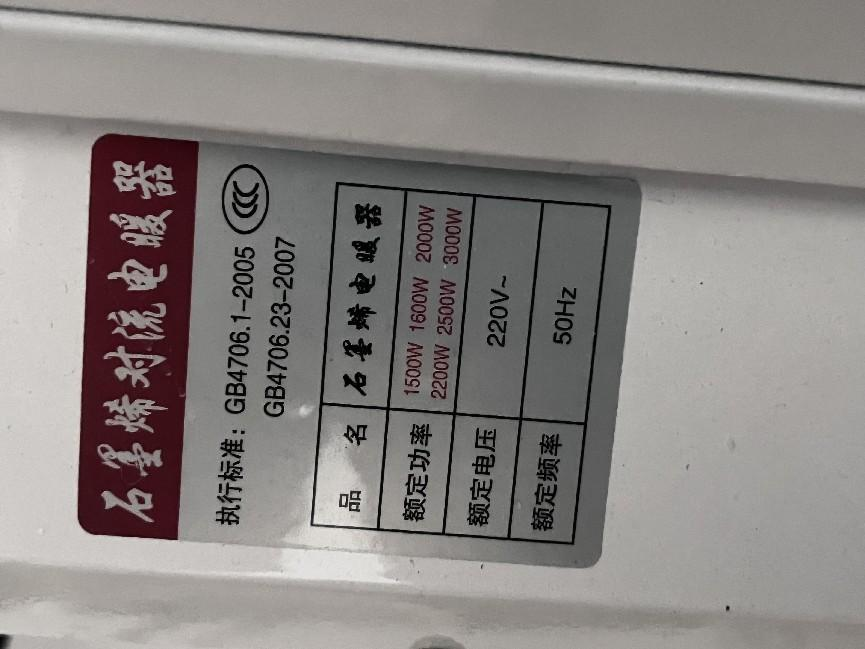 石墨烯对流电暖器
执行标准：GB4706.1-2005
GB4706.23-2007
品 名 石墨烯电暖器
额定功率 1500W 1600W 2000W
2200W 2500W 3000W
额定电压 220V~
额定频率 50Hz